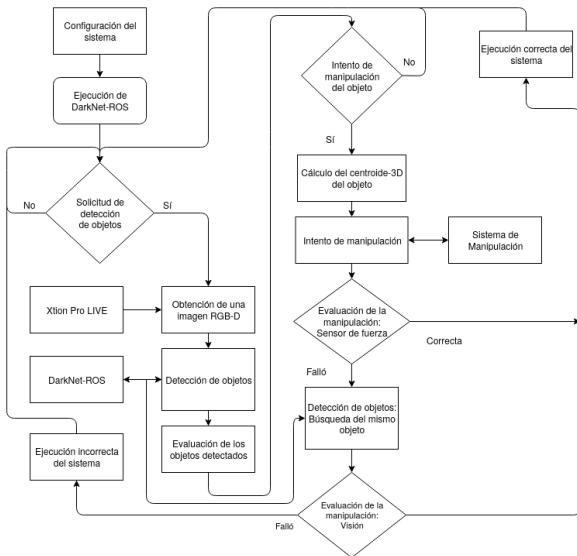 Configuración del
sistema
Ejecución de
DarkNet-ROS
Solicitud de
detección
de objetos
No
Sí
Xtion Pro LIVE
Obtención de una
imagen RGB-D
DarkNet-ROS
Detección de objetos
Evaluación de los
objetos detectados
Ejecución incorrecta
del sistema
Intento de
manipulación
del objeto
No
Sí
Ejecución correcta del
sistema
Cálculo del centroide-3D
del objeto
Intento de manipulación
Sistema de
Manipulación
Evaluación de la
manipulación:
Sensor de fuerza
Correcta
Falló
Detección de objetos:
Búsqueda del mismo
objeto
Evaluación de la
manipulación:
Visión
Falló